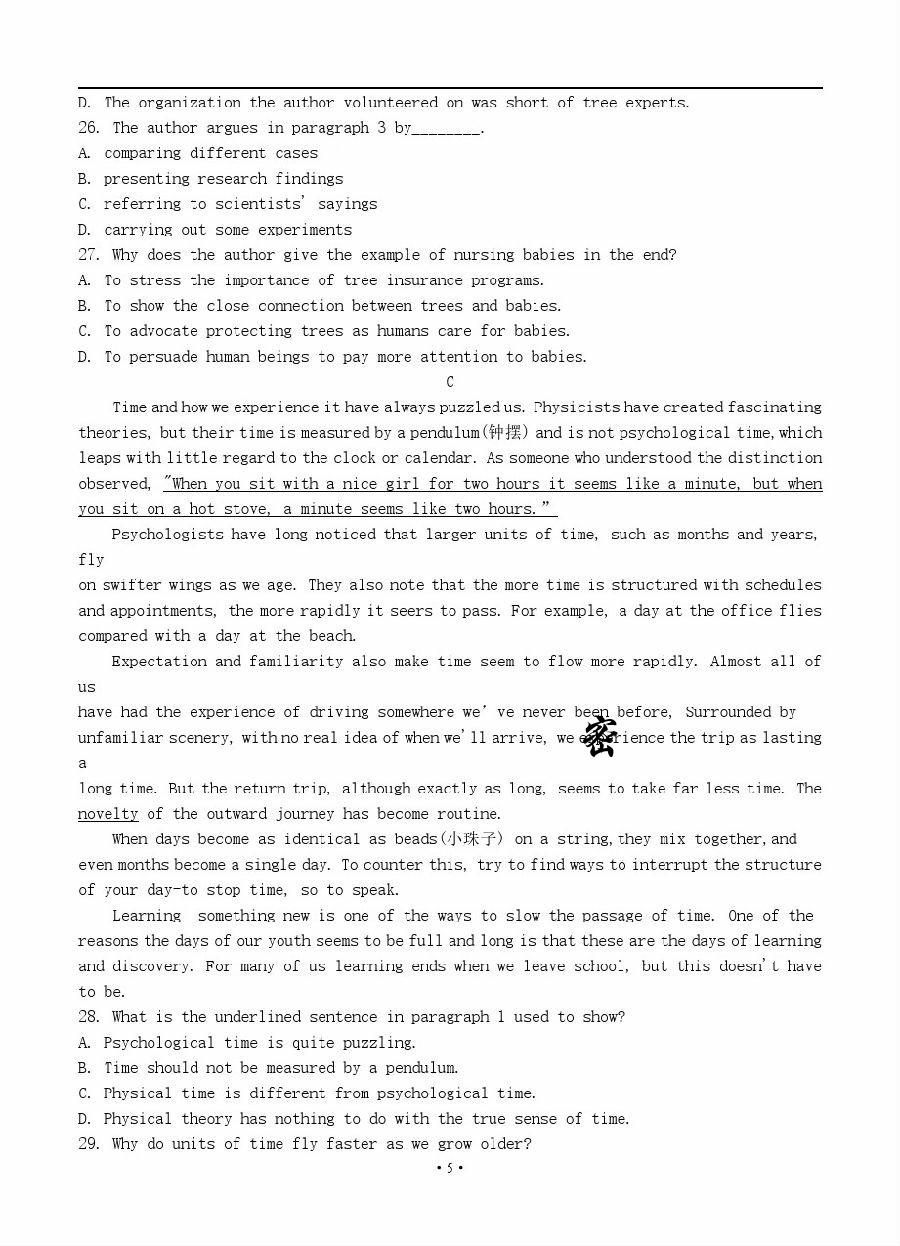 D. The organization the author volunteered on was short of tree experts.
26. The author argues in paragraph 3 by________.
A. comparing different cases
B. presenting research findings
C. referring to scientists' sayings
D. carrying out some experiments
27. Why does the author give the example of nursing babies in the end?
A. To stress the importance of tree insurance programs.
B. To show the close connection between trees and babies.
C. To advocate protecting trees as humans care for babies.
D. To persuade human beings to pay more attention to babies.
C
Time and how we experience it have always puzzled us. Physicists have created fascinating
theories, but their time is measured by a pendulum(钟摆) and is not psychological time, which
leaps with little regard to the clock or calendar. As someone who understood the distinction
observed, "When you sit with a nice girl for two hours it seems like a minute, but when
you sit on a hot stove, a minute seems like two hours."
Psychologists have long noticed that larger units of time, such as months and years,
fly
on swifter wings as we age. They also note that the more time is structured with schedules
and appointments, the more rapidly it seers to pass. For example, a day at the office flies
compared with a day at the beach.
Expectation and familiarity also make time seem to flow more rapidly. Almost all of
us
have had the experience of driving somewhere we've never been before, Surrounded by
unfamiliar scenery, with no real idea of when we'll arrive, we experience the trip as lasting
a
long time. But the return trip, although exactly as long, seems to take far less time. The
novelty of the outward journey has become routine.
When days become as identical as beads(小珠子) on a string, they mix together, and
even months become a single day. To counter this, try to find ways to interrupt the structure
of your day-to stop time, so to speak.
Learning something new is one of the ways to slow the passage of time. One of the
reasons the days of our youth seems to be full and long is that these are the days of learning
and discovery. For many of us learning ends when we leave school, but this doesn't have
to be.
28. What is the underlined sentence in paragraph 1 used to show?
A. Psychological time is quite puzzling.
B. Time should not be measured by a pendulum.
C. Physical time is different from psychological time.
D. Physical theory has nothing to do with the true sense of time.
29. Why do units of time fly faster as we grow older?
•5•
密